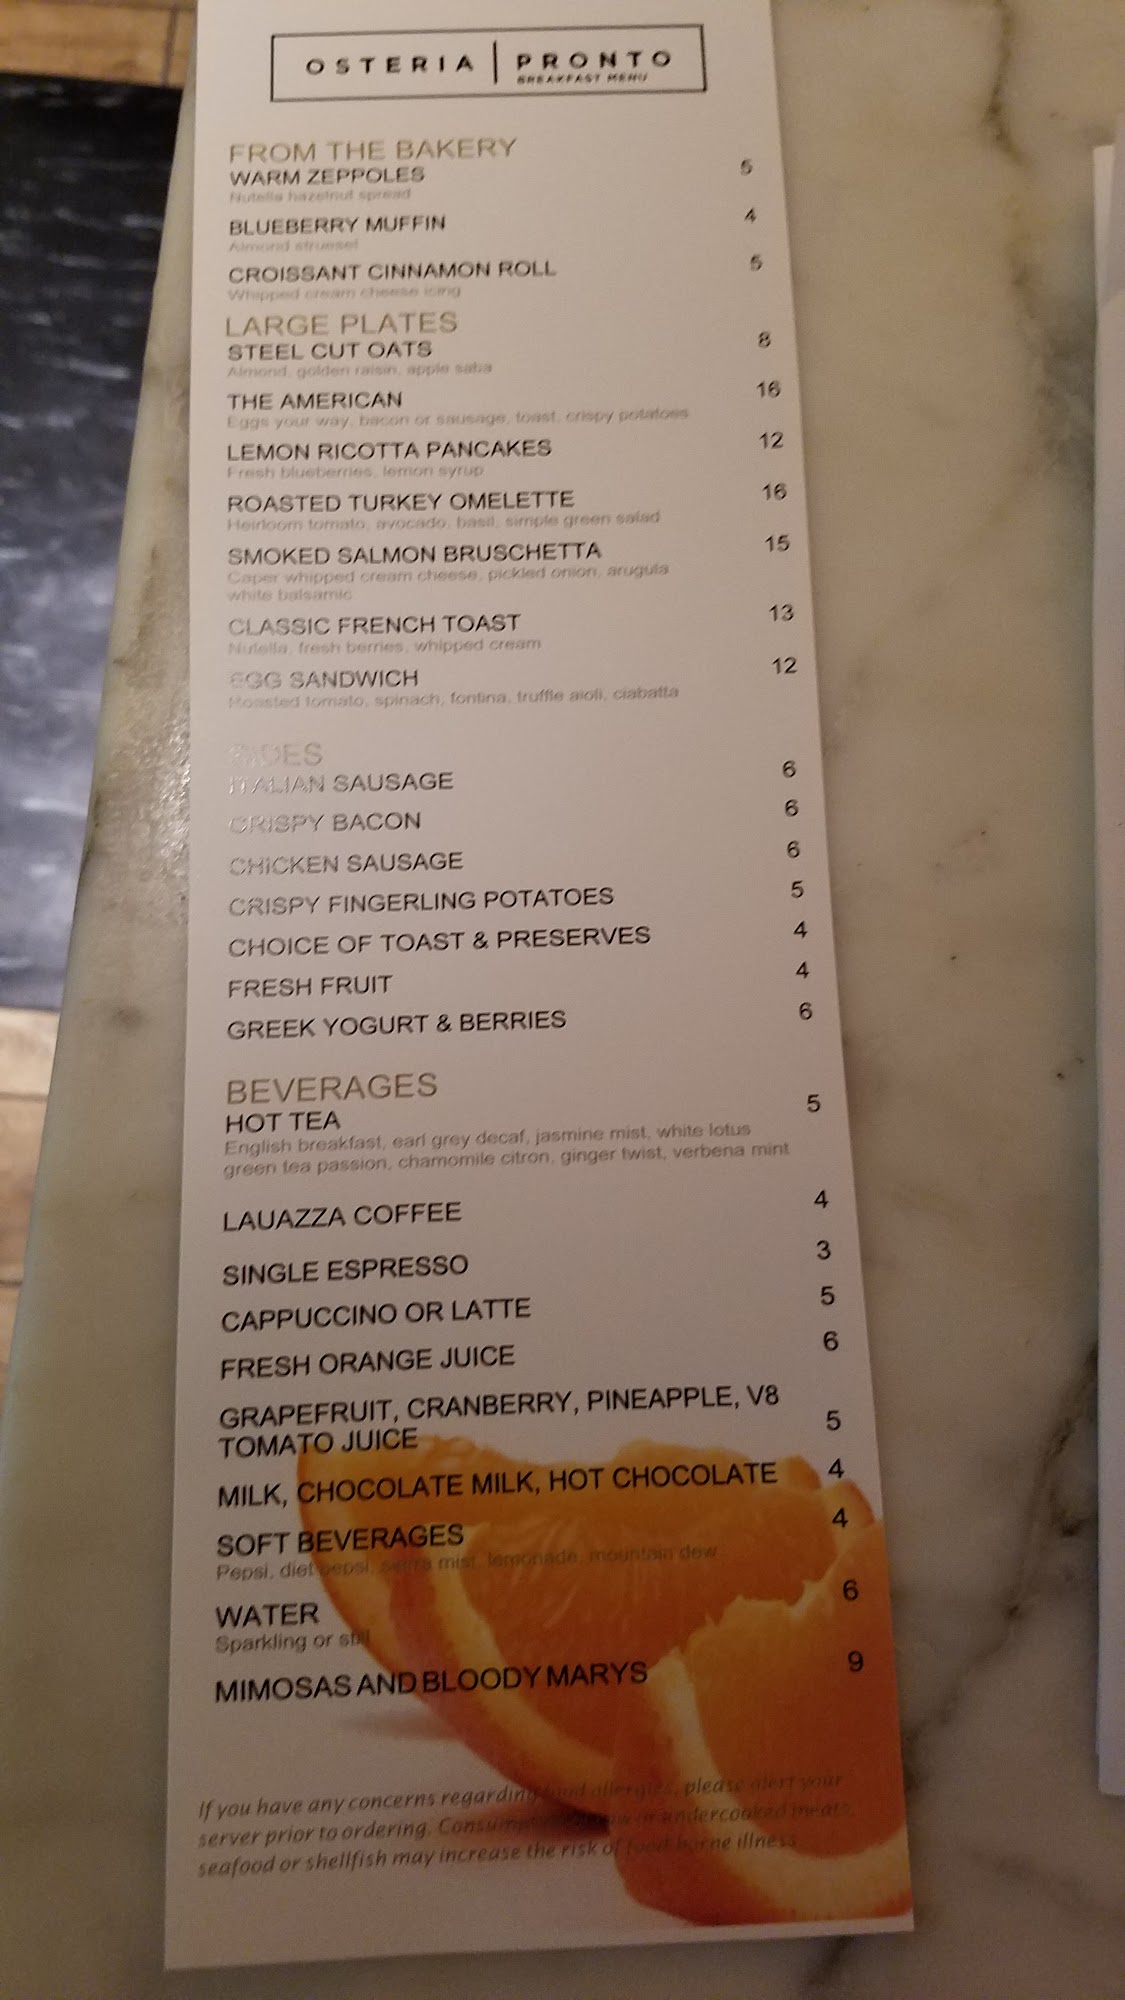 OSTERIA | PRONTO
BREAKFAST MENU
FROM THE BAKERY
WARM ZEPPOLES 5
Nutella hazelnut spread
BLUEBERRY MUFFIN 4
Almond struesel
CROISSANT CINNAMON ROLL 5
Whipped cream cheese icing
LARGE PLATES
STEEL CUT OATS 8
Almond, golden raisin, apple saba
THE AMERICAN 16
Eggs your way, bacon or sausage, toast, crispy potatoes
LEMON RICOTTA PANCAKES 12
Fresh blueberries, lemon syrup
ROASTED TURKEY OMELETTE 16
Heirloom tomato, avocado, basil, simple green salad
SMOKED SALMON BRUSCHETTA 15
Caper whipped cream cheese, pickled onion, arugula
white balsamic
CLASSIC FRENCH TOAST 13
Nutella, fresh berries, whipped cream
EGG SANDWICH 12
Roasted tomato, spinach, fontina, truffle aioli, ciabatta
SIDES
ITALIAN SAUSAGE 6
CRISPY BACON 6
CHICKEN SAUSAGE 6
CRISPY FINGERLING POTATOES 5
CHOICE OF TOAST & PRESERVES 4
FRESH FRUIT 4
GREEK YOGURT & BERRIES 6
BEVERAGES
HOT TEA 5
English breakfast, earl grey decaf, jasmine mist, white lotus
green tea passion, chamomile citron, ginger twist, verbena mint
LAUAZZA COFFEE 4
SINGLE ESPRESSO 3
CAPPUCCINO OR LATTE 5
FRESH ORANGE JUICE 6
GRAPEFRUIT, CRANBERRY, PINEAPPLE, V8
TOMATO JUICE 5
MILK, CHOCOLATE MILK, HOT CHOCOLATE 4
SOFT BEVERAGES 4
Pepsi, diet pepsi, sierra mist, lemonade, mountain dew
WATER 6
Sparkling or still
MIMOSAS AND BLOODY MARYS 9
If you have any concerns regarding food allergies, please alert your
server prior to ordering. Consuming raw or undercooked meats,
seafood or shellfish may increase the risk of food borne illness